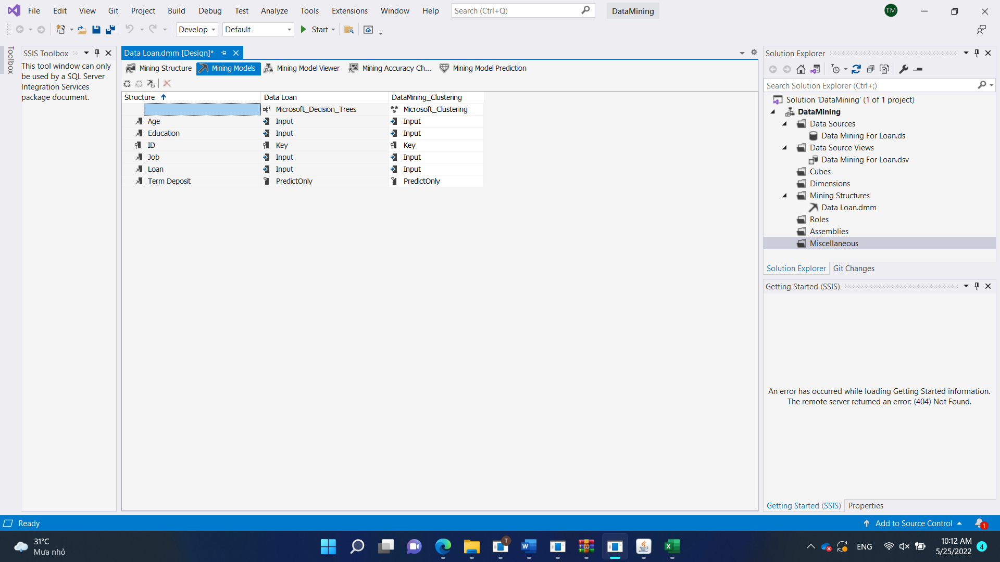 File Edit View Git Project Build Debug Test Analyze Tools Extensions Window Help Search (Ctrl+Q) DataMining TM
Develop Default Start
Toolbox
SSIS Toolbox
This tool window can only
be used by a SQL Server
Integration Services
package document.
Data Loan.dmm [Design]*
Mining Structure Mining Models Mining Model Viewer Mining Accuracy Ch... Mining Model Prediction
Structure Data Loan DataMining_Clustering
Microsoft_Decision_Trees Microsoft_Clustering
Age Input Input
Education Input Input
ID Key Key
Job Input Input
Loan Input Input
Term Deposit PredictOnly PredictOnly
Solution Explorer
Search Solution Explorer (Ctrl+;)
Solution 'DataMining' (1 of 1 project)
DataMining
Data Sources
Data Mining For Loan.ds
Data Source Views
Data Mining For Loan.dsv
Cubes
Dimensions
Mining Structures
Data Loan.dmm
Roles
Assemblies
Miscellaneous
Solution Explorer Git Changes
Getting Started (SSIS)
An error has occurred while loading Getting Started information.
The remote server returned an error: (404) Not Found.
Getting Started (SSIS) Properties
Ready Add to Source Control 1
31°C
Mưa nhỏ
T
ENG
10:12 AM
5/25/2022
4